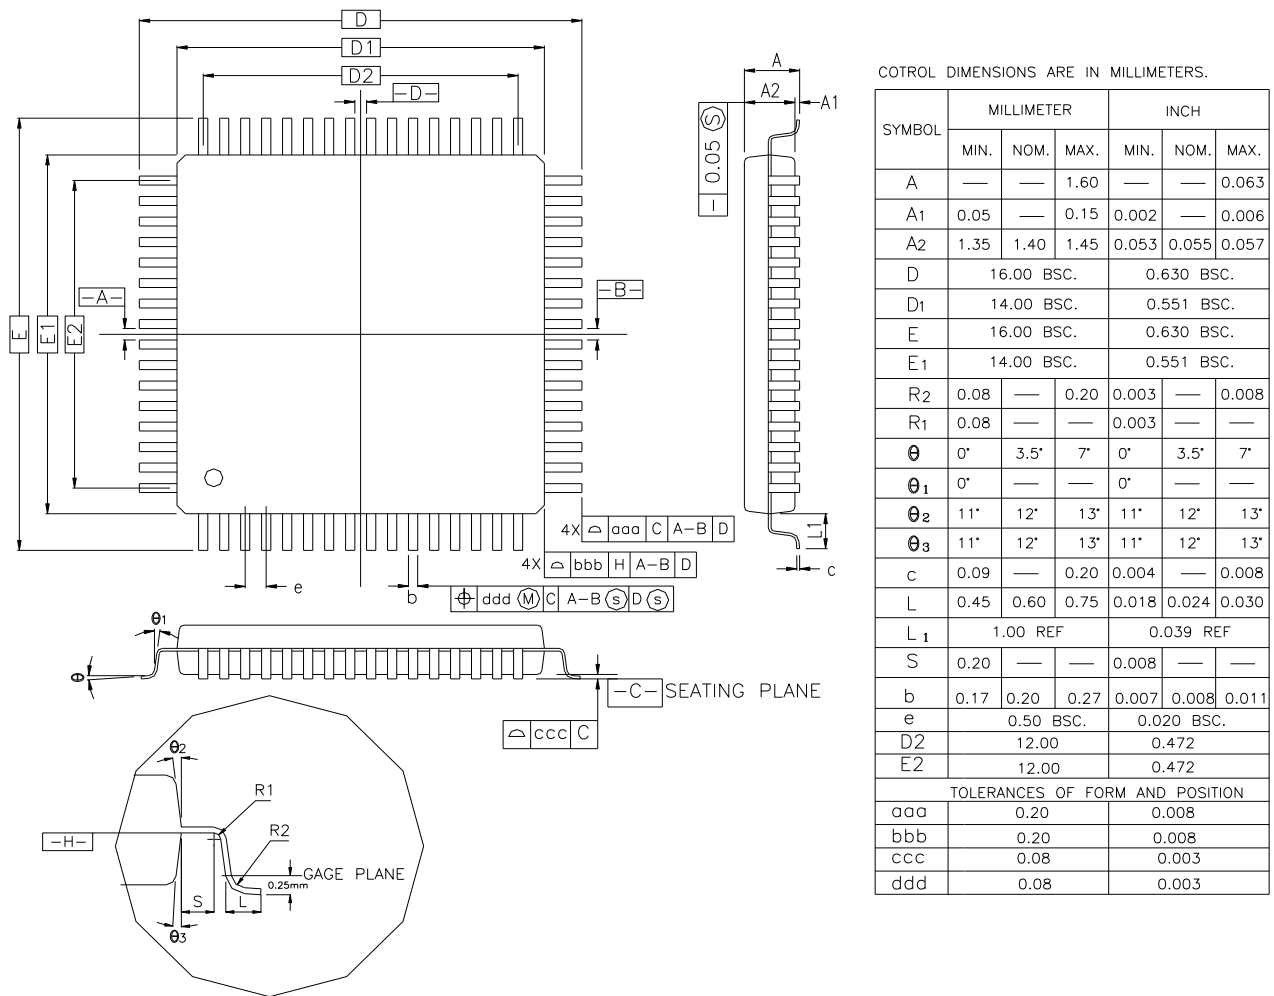 D
D1
D2
-D-
E
E1
E2
-A-
-B-
A
A2
A1
— 0.05 S
L1
c
4X ⌓ aaa C A-B D
4X ⌓ bbb H A-B D
e
b
⌖ ddd M C A-B S D S
θ1
θ
-C- SEATING PLANE
⌓ ccc C
θ2
R1
R2
-H-
GAGE PLANE
0.25mm
S
L
θ3
COTROL DIMENSIONS ARE IN MILLIMETERS.
SYMBOL MILLIMETER INCH
MIN. NOM. MAX. MIN. NOM. MAX.
A — — 1.60 — — 0.063
A1 0.05 — 0.15 0.002 — 0.006
A2 1.35 1.40 1.45 0.053 0.055 0.057
D 16.00 BSC. 0.630 BSC.
D1 14.00 BSC. 0.551 BSC.
E 16.00 BSC. 0.630 BSC.
E1 14.00 BSC. 0.551 BSC.
R2 0.08 — 0.20 0.003 — 0.008
R1 0.08 — — 0.003 — —
θ 0° 3.5° 7° 0° 3.5° 7°
θ1 0° — — 0° — —
θ2 11° 12° 13° 11° 12° 13°
θ3 11° 12° 13° 11° 12° 13°
c 0.09 — 0.20 0.004 — 0.008
L 0.45 0.60 0.75 0.018 0.024 0.030
L1 1.00 REF 0.039 REF
S 0.20 — — 0.008 — —
b 0.17 0.20 0.27 0.007 0.008 0.011
e 0.50 BSC. 0.020 BSC.
D2 12.00 0.472
E2 12.00 0.472
TOLERANCES OF FORM AND POSITION
aaa 0.20 0.008
bbb 0.20 0.008
ccc 0.08 0.003
ddd 0.08 0.003